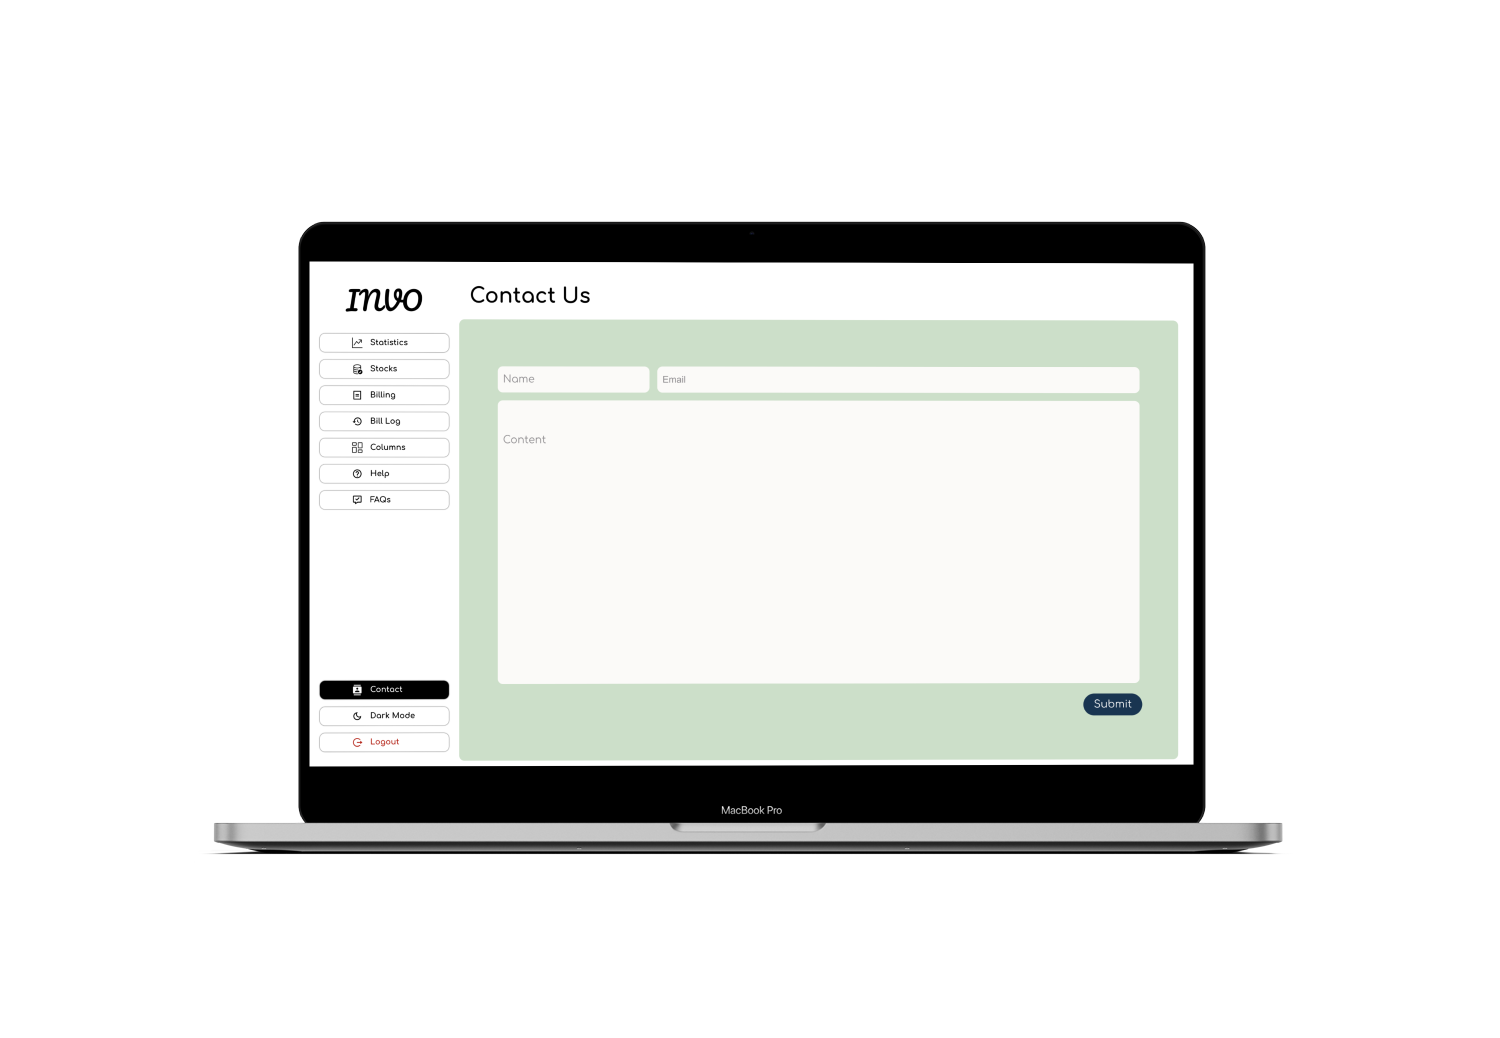 INVO
Contact Us
Statistics
Stocks
Billing
Bill Log
Columns
Help
FAQs
Name
Email
Content
Contact
Dark Mode
Logout
Submit
MacBook Pro